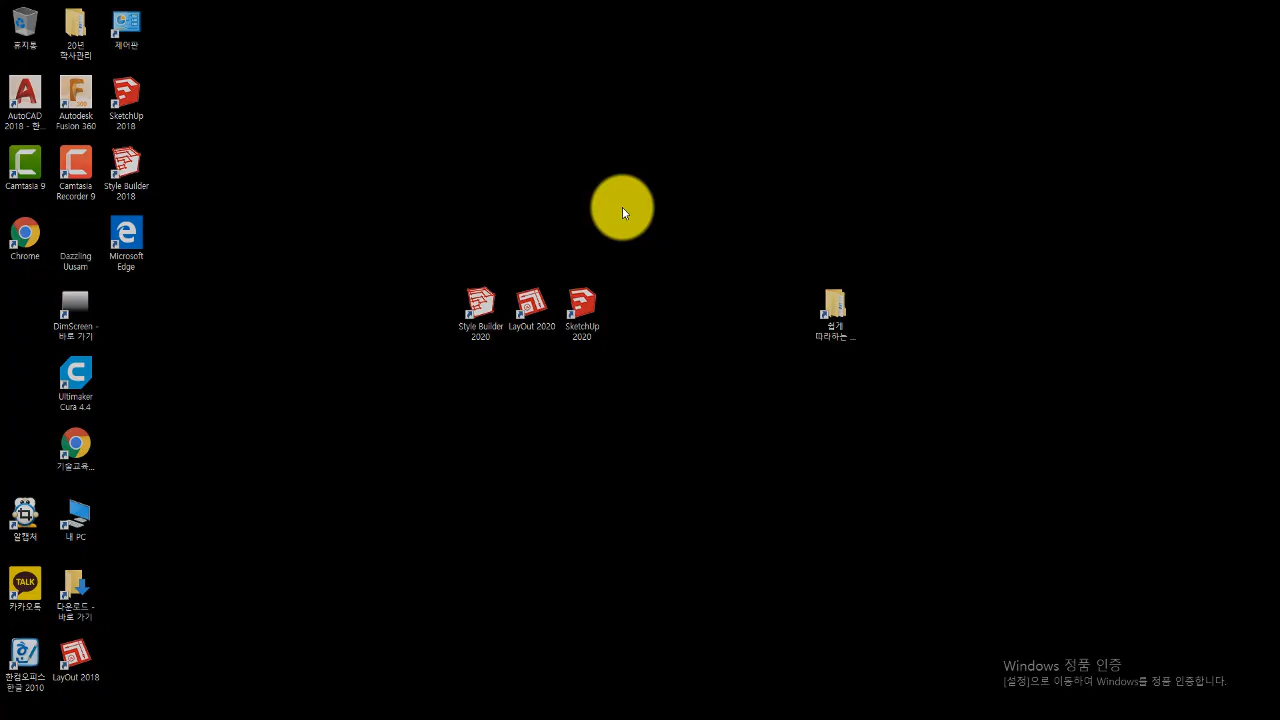 휴지통
20년
학사관리
제어판
AutoCAD
2018 - 한...
Autodesk
Fusion 360
SketchUp
2018
Camtasia 9
Camtasia
Recorder 9
Style Builder
2018
Chrome
Dazzling
Uusam
Microsoft
Edge
DimScreen -
바로 가기
Style Builder
2020
LayOut 2020
SketchUp
2020
쉽게
따라하는 ...
Ultimaker
Cura 4.4
기술교육...
알캡처
내 PC
TALK
카카오톡
다운로드 -
바로 가기
한컴오피스
한글 2010
LayOut 2018
Windows 정품 인증
[설정]으로 이동하여 Windows를 정품 인증합니다.